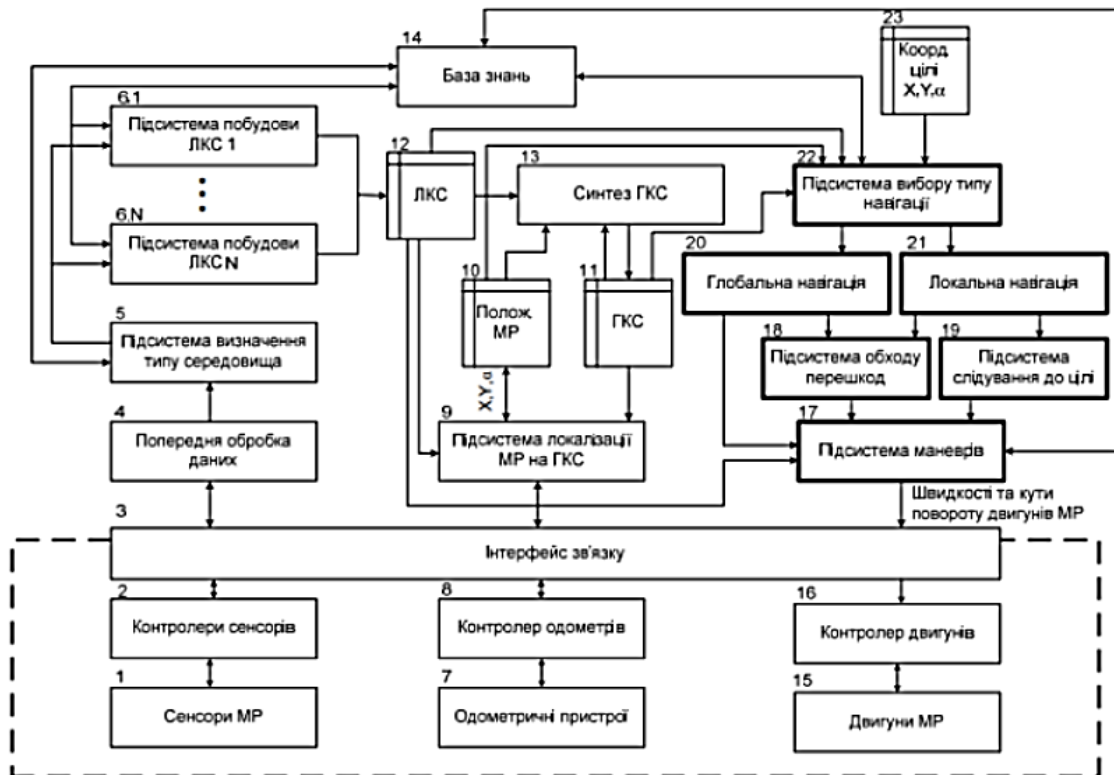 14
База знань
23
Коорд.
цілі
X,Y,α
6.1
Підсистема побудови
ЛКС 1
12
ЛКС
13
Синтез ГКС
22
Підсистема вибору типу
навігації
6.N
Підсистема побудови
ЛКС N
10
Полож.
МР
11
ГКС
20
Глобальна навігація
21
Локальна навігація
5
Підсистема визначення
типу середовища
18
Підсистема обходу
перешкод
19
Підсистема
слідування до цілі
X,Y,α
4
Попередня обробка
даних
9
Підсистема локалізації
МР на ГКС
17
Підсистема маневрів
Швидкості та кути
повороту двигунів МР
3
Інтерфейс зв'язку
2
Контролери сенсорів
8
Контролер одометрів
16
Контролер двигунів
1
Сенсори МР
7
Одометричні пристрої
15
Двигуни МР